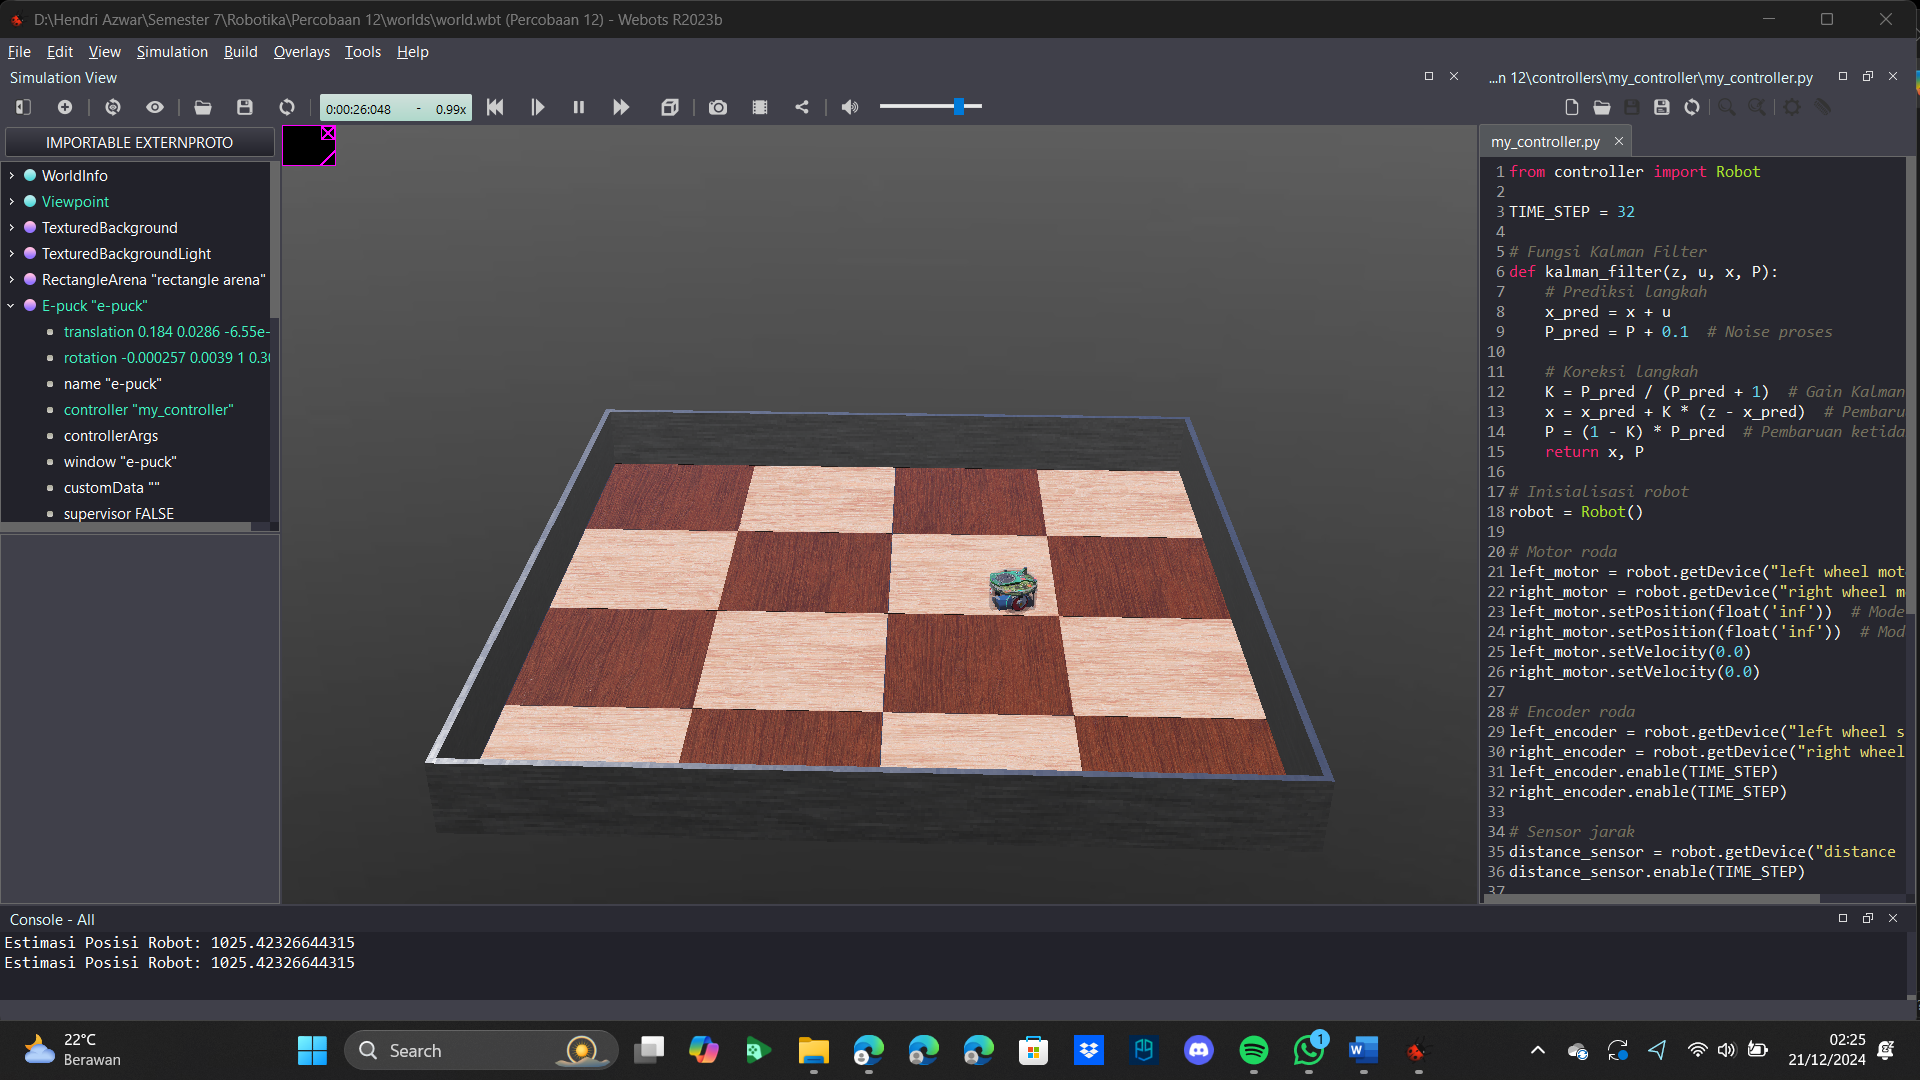 D:\Hendri Azwar\Semester 7\Robotika\Percobaan 12\worlds\world.wbt (Percobaan 12) - Webots R2023b
File Edit View Simulation Build Overlays Tools Help
Simulation View
...n 12\controllers\my_controller\my_controller.py
0:00:26:048 - 0.99x
IMPORTABLE EXTERNPROTO
WorldInfo
Viewpoint
TexturedBackground
TexturedBackgroundLight
RectangleArena "rectangle arena"
E-puck "e-puck"
translation 0.184 0.0286 -6.55e-
rotation -0.000257 0.0039 1 0.30
name "e-puck"
controller "my_controller"
controllerArgs
window "e-puck"
customData ""
supervisor FALSE
my_controller.py
1 from controller import Robot
2
3 TIME_STEP = 32
4
5 # Fungsi Kalman Filter
6 def kalman_filter(z, u, x, P):
7 # Prediksi langkah
8 x_pred = x + u
9 P_pred = P + 0.1 # Noise proses
10
11 # Koreksi langkah
12 K = P_pred / (P_pred + 1) # Gain Kalman
13 x = x_pred + K * (z - x_pred) # Pembaru
14 P = (1 - K) * P_pred # Pembaruan ketida
15 return x, P
16
17 # Inisialisasi robot
18 robot = Robot()
19
20 # Motor roda
21 left_motor = robot.getDevice("left wheel mot
22 right_motor = robot.getDevice("right wheel m
23 left_motor.setPosition(float('inf')) # Mode
24 right_motor.setPosition(float('inf')) # Mod
25 left_motor.setVelocity(0.0)
26 right_motor.setVelocity(0.0)
27
28 # Encoder roda
29 left_encoder = robot.getDevice("left wheel s
30 right_encoder = robot.getDevice("right wheel
31 left_encoder.enable(TIME_STEP)
32 right_encoder.enable(TIME_STEP)
33
34 # Sensor jarak
35 distance_sensor = robot.getDevice("distance
36 distance_sensor.enable(TIME_STEP)
37
Console - All
Estimasi Posisi Robot: 1025.42326644315
Estimasi Posisi Robot: 1025.42326644315
22°C
Berawan
Search
1
02:25
21/12/2024